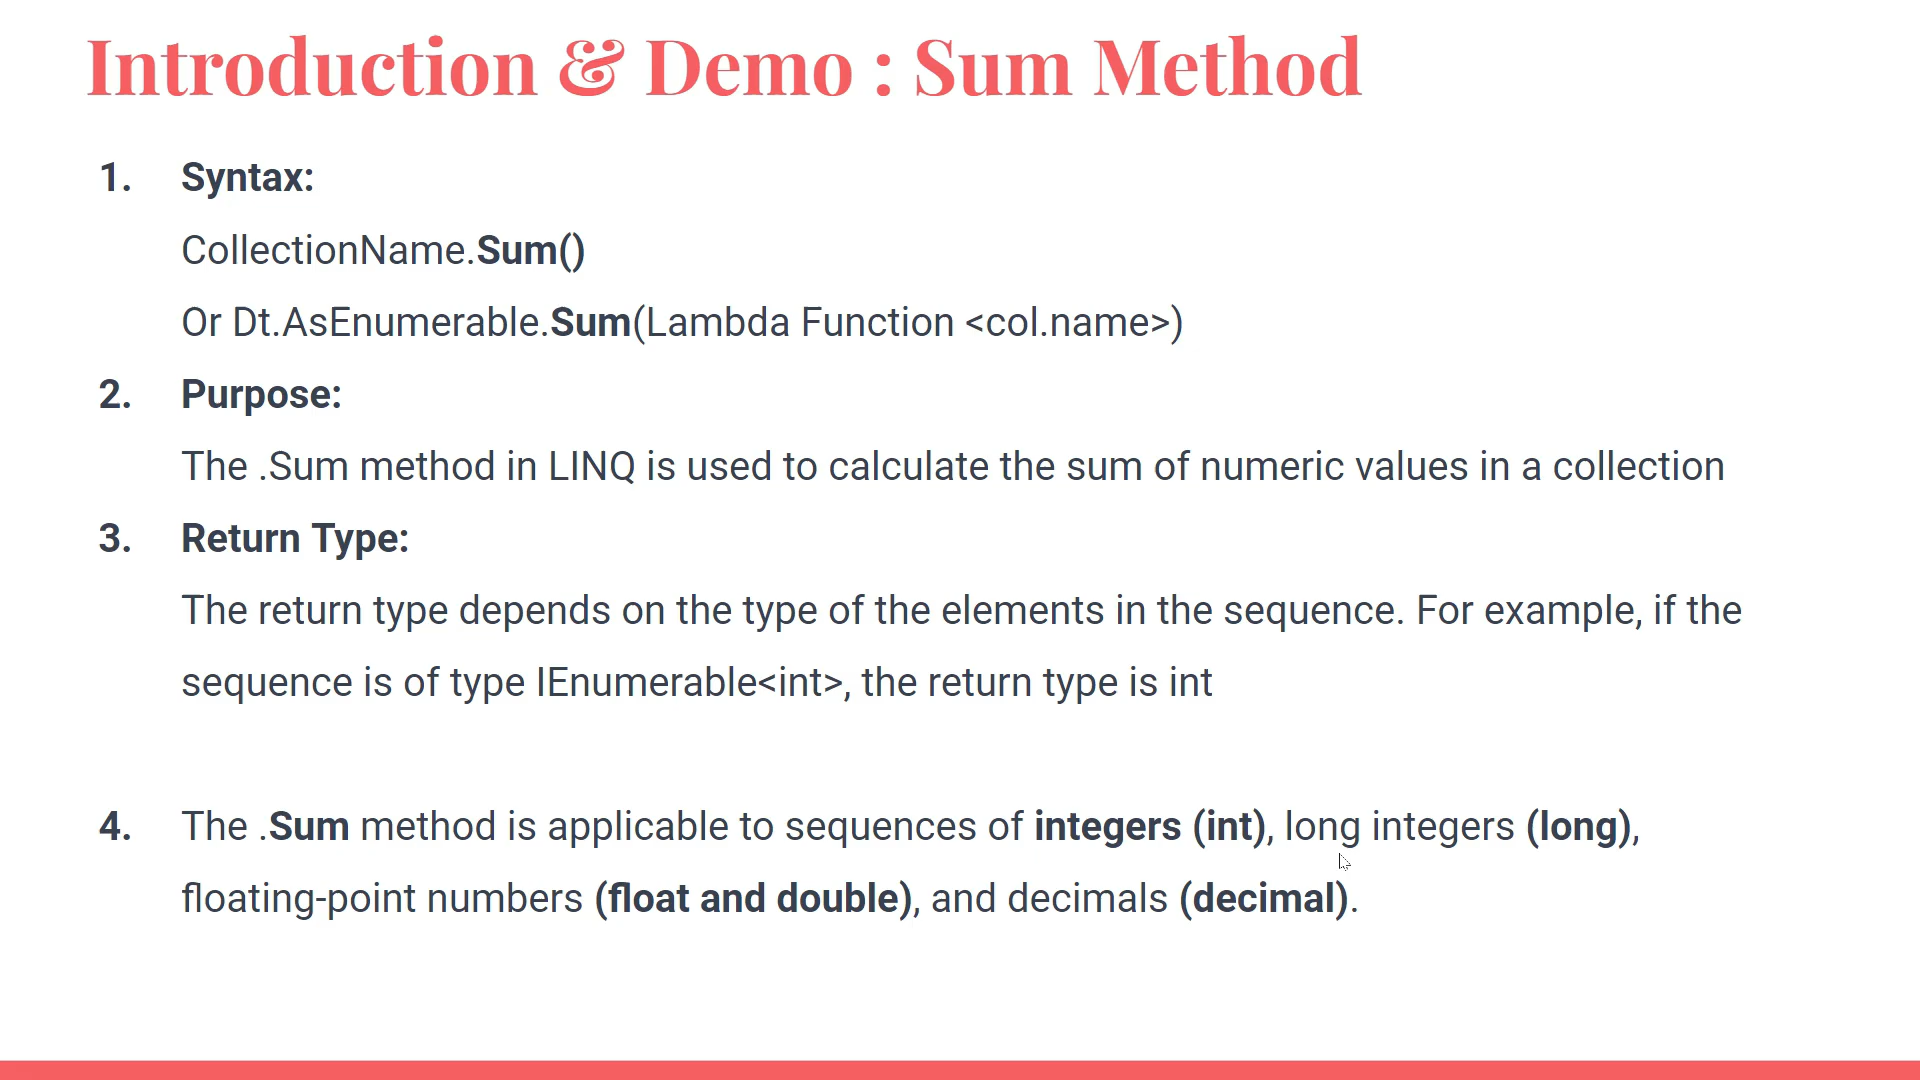 Introduction & Demo : Sum Method
1. Syntax:
CollectionName.Sum()
Or Dt.AsEnumerable.Sum(Lambda Function <col.name>)
2. Purpose:
The .Sum method in LINQ is used to calculate the sum of numeric values in a collection
3. Return Type:
The return type depends on the type of the elements in the sequence. For example, if the
sequence is of type IEnumerable<int>, the return type is int
4. The .Sum method is applicable to sequences of integers (int), long integers (long),
floating-point numbers (float and double), and decimals (decimal).